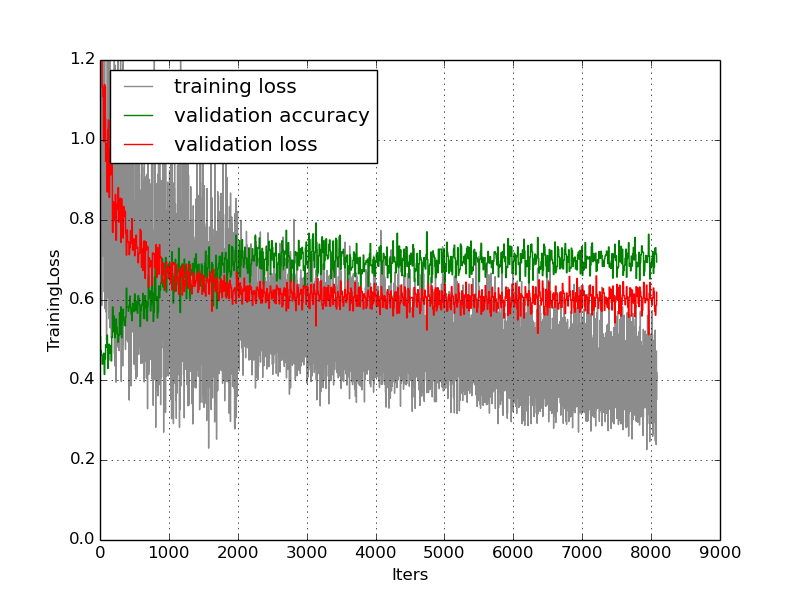 1.2
1.0
0.8
0.6
0.4
0.2
0.0
TrainingLoss
training loss
validation accuracy
validation loss
0 1000 2000 3000 4000 5000 6000 7000 8000 9000
Iters